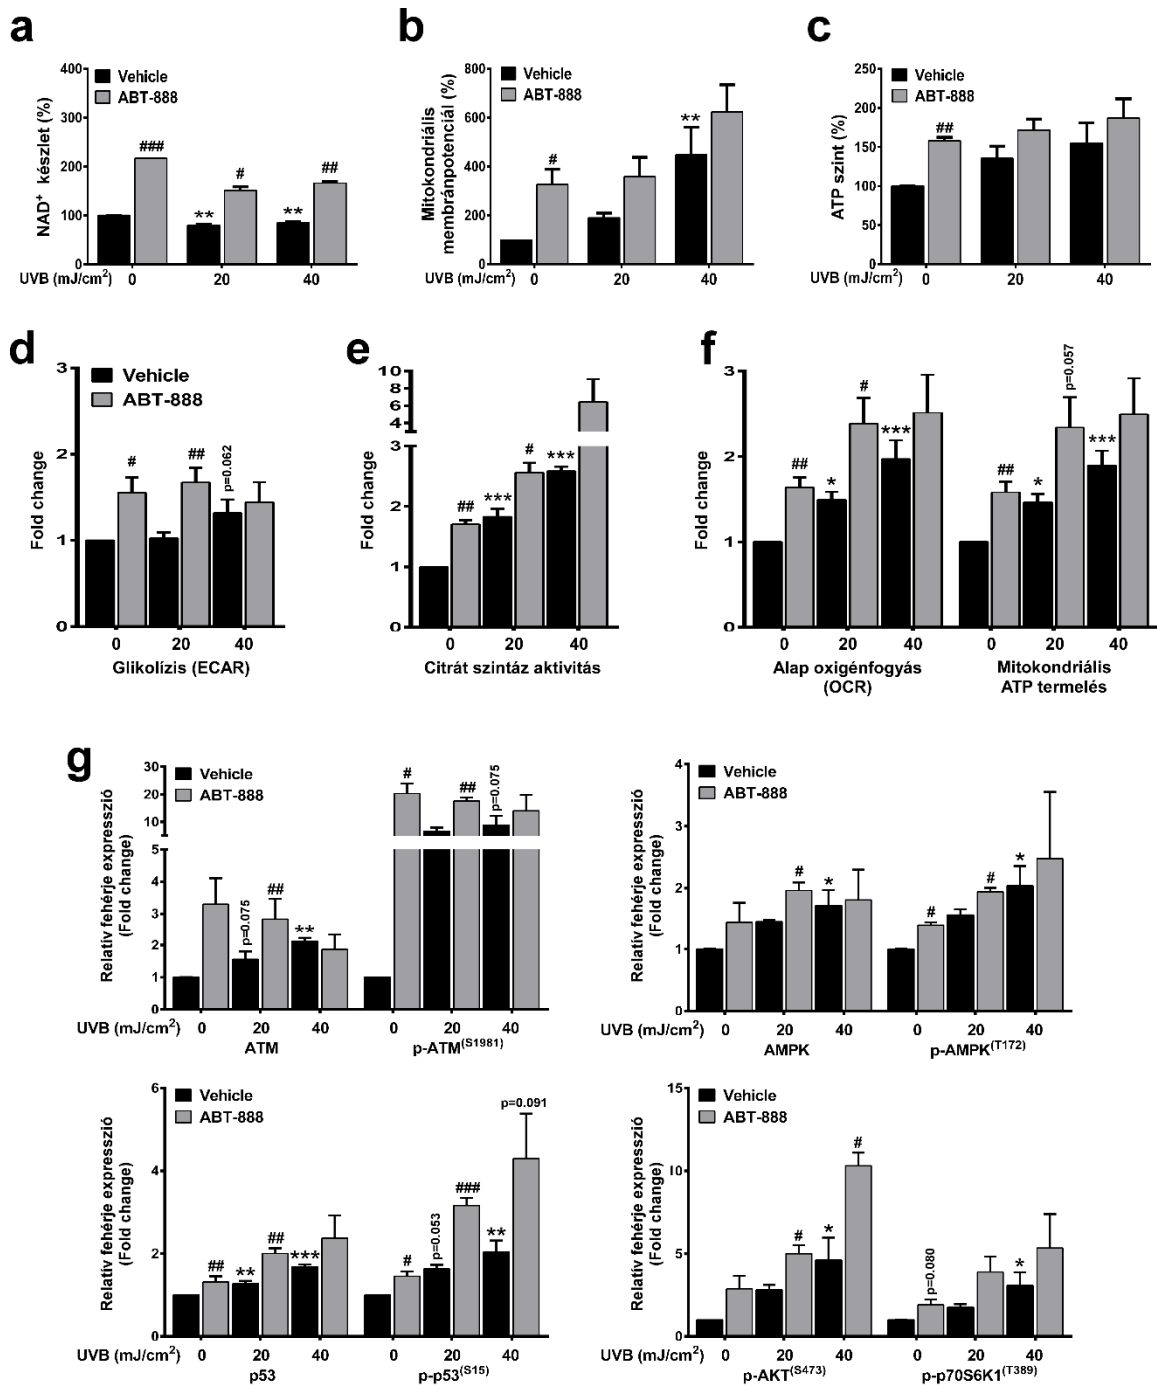 a
NAD+ készlet (%)
400
300
200
100
0
Vehicle
ABT-888
###
**
#
**
##
UVB (mJ/cm2)
0
20
40
b
Mitokondriális
membránpotenciál (%)
800
600
400
200
0
Vehicle
ABT-888
#
**
UVB (mJ/cm2)
0
20
40
c
ATP szint (%)
250
200
150
100
50
0
Vehicle
ABT-888
##
UVB (mJ/cm2)
0
20
40
d
Fold change
3
2
1
0
Vehicle
ABT-888
#
##
p=0.062
0
20
40
Glikolízis (ECAR)
e
Fold change
10
8
6
4
3
2
1
0
##
***
#
***
0
20
40
Citrát szintáz aktivitás
f
Fold change
3
2
1
0
##
*
#
***
##
*
p=0.057
***
0
20
40
0
20
40
Alap oxigénfogyás
(OCR)
Mitokondriális
ATP termelés
g
Relatív fehérje expresszió
(Fold change)
30
20
10
5
4
3
2
1
0
Vehicle
ABT-888
p=0.075
##
**
#
##
p=0.075
UVB (mJ/cm2)
0
20
40
0
20
40
ATM
p-ATM(S1981)
Relatív fehérje expresszió
(Fold change)
4
3
2
1
0
Vehicle
ABT-888
#
*
#
#
*
UVB (mJ/cm2)
0
20
40
0
20
40
AMPK
p-AMPK(T172)
Relatív fehérje expresszió
(Fold change)
6
4
2
0
Vehicle
ABT-888
##
**
##
***
#
p=0.053
###
**
p=0.091
UVB (mJ/cm2)
0
20
40
0
20
40
p53
p-p53(S15)
Relatív fehérje expresszió
(Fold change)
15
10
5
0
Vehicle
ABT-888
#
*
#
p=0.080
*
UVB (mJ/cm2)
0
20
40
0
20
40
p-AKT(S473)
p-p70S6K1(T389)